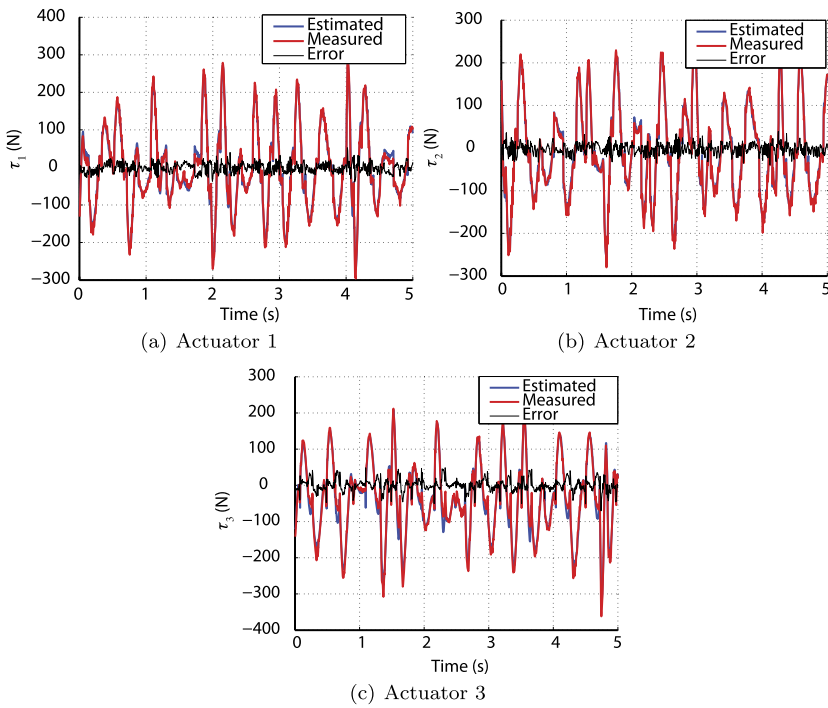 400
300
200
100
0
−100
−200
−300
τ1 (N)
Estimated
Measured
Error
0 1 2 3 4 5
Time (s)
(a) Actuator 1
300
200
100
0
−100
−200
−300
τ2 (N)
Estimated
Measured
Error
0 1 2 3 4 5
Time (s)
(b) Actuator 2
300
200
100
0
−100
−200
−300
−400
τ3 (N)
Estimated
Measured
Error
0 1 2 3 4 5
Time (s)
(c) Actuator 3